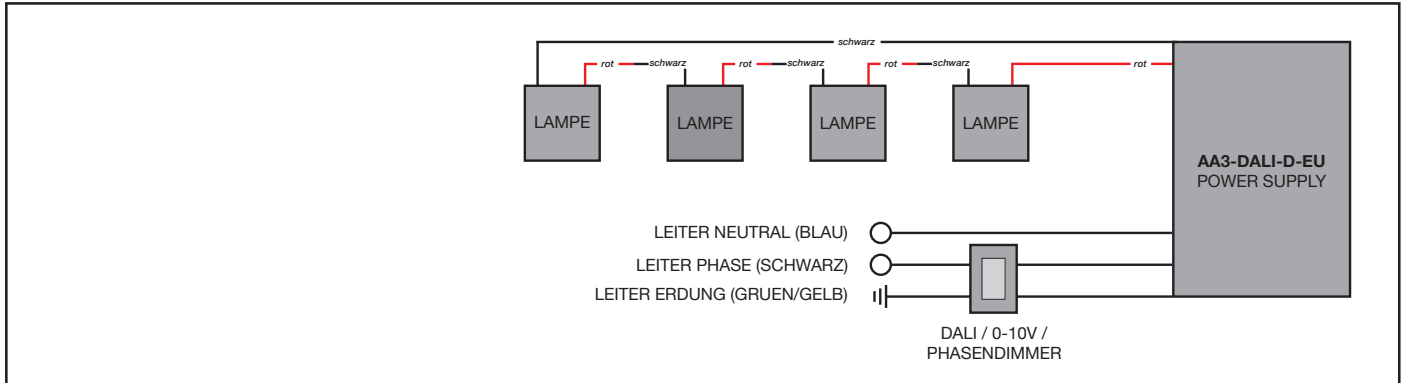 schwarz
rot schwarz rot schwarz rot schwarz rot
LAMPE LAMPE LAMPE LAMPE
AA3-DALI-D-EU
POWER SUPPLY
LEITER NEUTRAL (BLAU)
LEITER PHASE (SCHWARZ)
LEITER ERDUNG (GRUEN/GELB)
DALI / 0-10V /
PHASENDIMMER